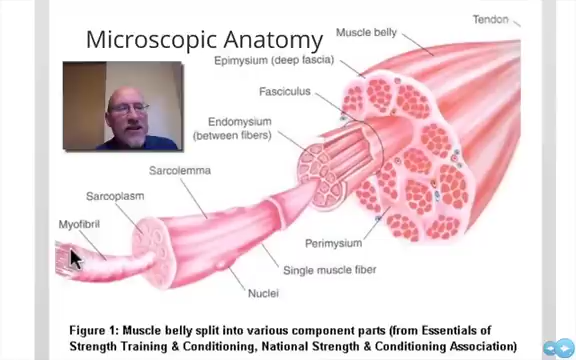 Microscopic Anatomy
Tendon
Muscle belly
Epimysium (deep fascia)
Fasciculus
Endomysium
(between fibers)
Sarcolemma
Sarcoplasm
Myofibril
Perimysium
Single muscle fiber
Nuclei
Figure 1: Muscle belly split into various component parts (from Essentials of
Strength Training & Conditioning, National Strength & Conditioning Association)